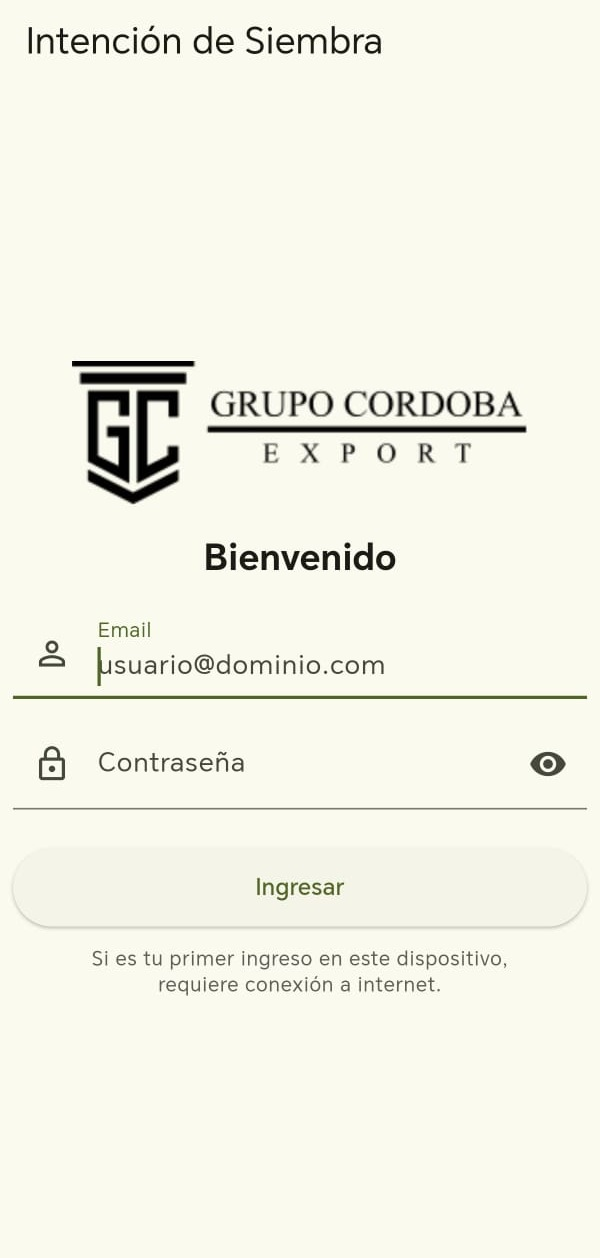 Intención de Siembra
GC
GRUPO CORDOBA
EXPORT
Bienvenido
Email
usuario@dominio.com
Contraseña
Ingresar
Si es tu primer ingreso en este dispositivo,
requiere conexión a internet.